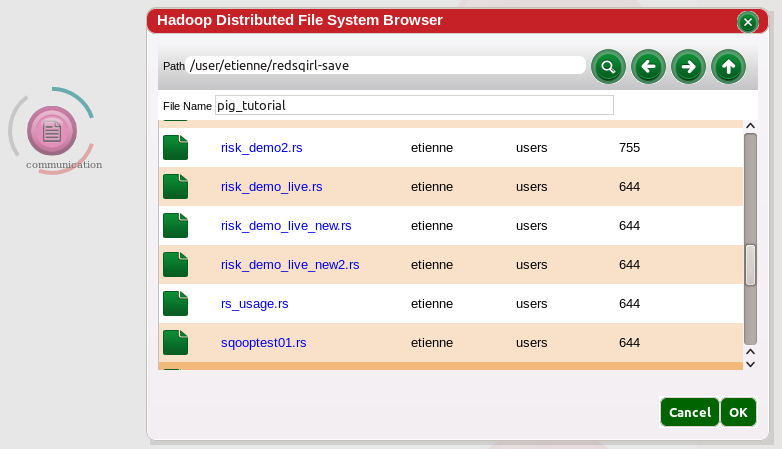 Hadoop Distributed File System Browser
Path /user/etienne/redsqirl-save
File Name pig_tutorial
risk_demo2.rs etienne users 755
risk_demo_live.rs etienne users 644
risk_demo_live_new.rs etienne users 644
risk_demo_live_new2.rs etienne users 644
rs_usage.rs etienne users 644
sqooptest01.rs etienne users 644
communication
Cancel OK